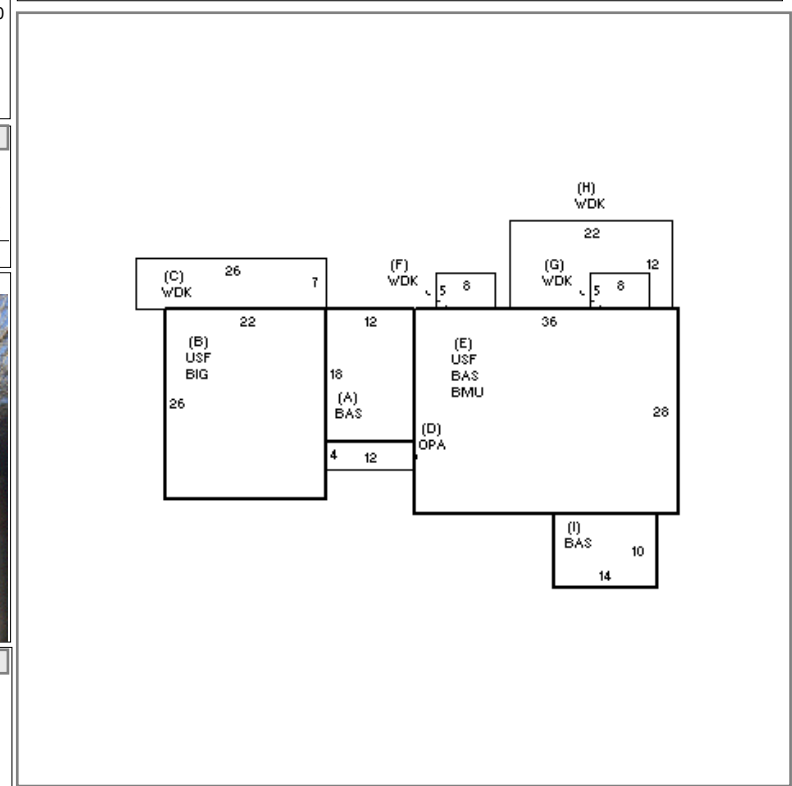 (H)
WDK
22
(C)
WDK
26
7
(F)
WDK
5
8
(G)
WDK
12
5
8
22
12
36
(B)
USF
BIG
(E)
USF
BAS
BMU
18
26
(A)
BAS
28
(D)
OPA
4
12
(I)
BAS
10
14